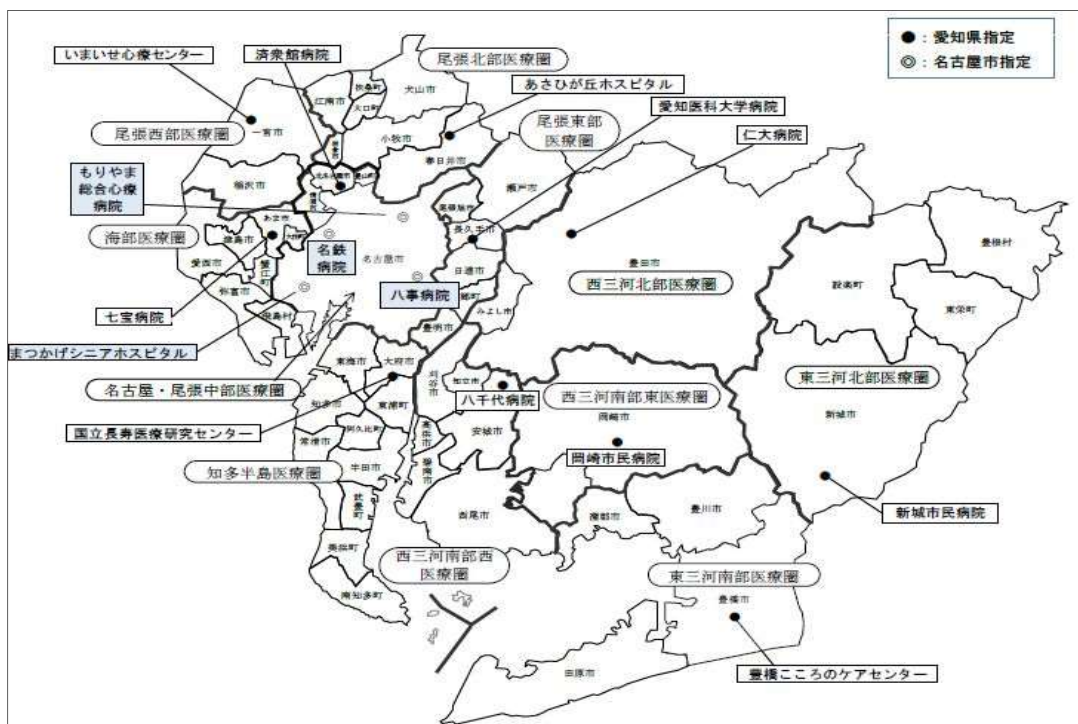 ●：愛知県指定
◎：名古屋市指定
いまいせ心療センター
済衆館病院
尾張北部医療圏
あさひが丘ホスピタル
愛知医科大学病院
仁大病院
尾張東部
医療圏
尾張西部医療圏
もりやま
総合心療
病院
海部医療圏
名鉄
病院
八事病院
七宝病院
まつかげシニアホスピタル
名古屋・尾張中部医療圏
国立長寿医療研究センター
知多半島医療圏
八千代病院
西三河北部医療圏
西三河南部東医療圏
岡崎市民病院
東三河北部医療圏
新城市民病院
西三河南部西
医療圏
東三河南部医療圏
豊橋こころのケアセンター
江南市
扶桑町
大口町
犬山市
一宮市
小牧市
春日井市
稲沢市
瀬戸市
尾張旭市
長久手市
日進市
みよし市
豊明市
名古屋市
あま市
津島市
愛西市
蟹江町
弥富市
飛島村
豊田市
設楽町
豊根村
東栄町
新城市
東海市
大府市
知多市
東浦町
阿久比町
常滑市
半田市
武豊町
美浜町
南知多町
刈谷市
知立市
高浜市
安城市
碧南市
西尾市
岡崎市
蒲郡市
豊川市
豊橋市
田原市